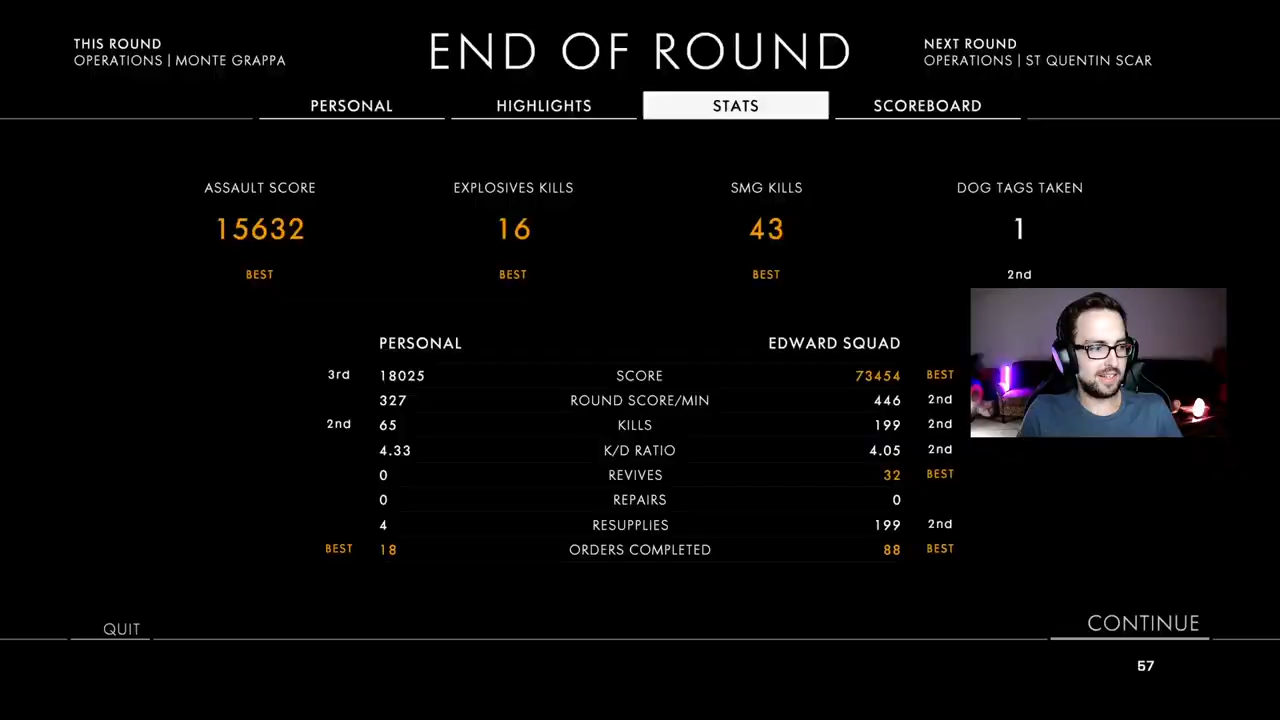 THIS ROUND
OPERATIONS | MONTE GRAPPA
END OF ROUND
NEXT ROUND
OPERATIONS | ST QUENTIN SCAR
PERSONAL HIGHLIGHTS STATS SCOREBOARD
ASSAULT SCORE EXPLOSIVES KILLS SMG KILLS DOG TAGS TAKEN
15632 16 43 1
BEST BEST BEST 2nd
PERSONAL EDWARD SQUAD
3rd 18025 SCORE 73454 BEST
327 ROUND SCORE/MIN 446 2nd
2nd 65 KILLS 199 2nd
4.33 K/D RATIO 4.05 2nd
0 REVIVES 32 BEST
0 REPAIRS 0
4 RESUPPLIES 199 2nd
BEST 18 ORDERS COMPLETED 88 BEST
QUIT CONTINUE
57